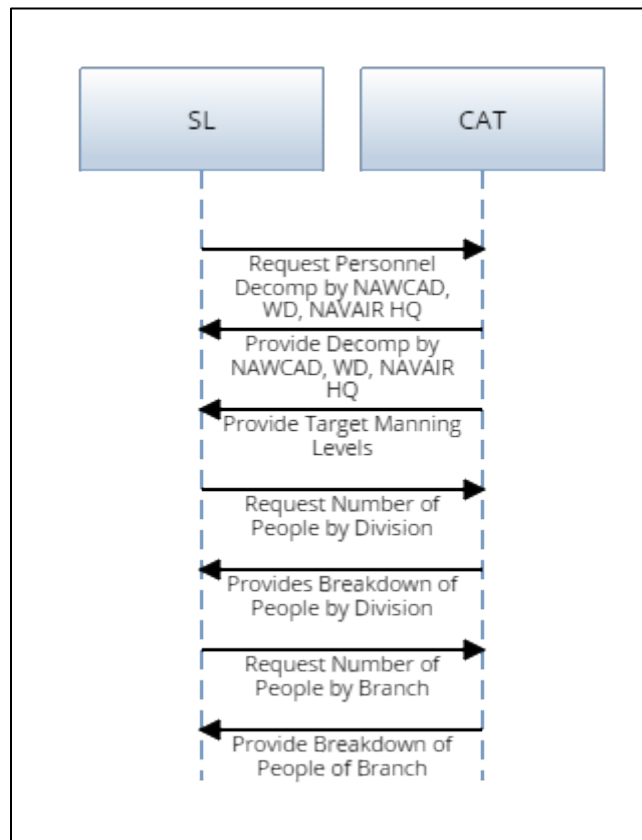 SL
CAT
Request Personnel
Decomp by NAWCAD,
WD, NAVAIR HQ
Provide Decomp by
NAWCAD, WD, NAVAIR
HQ
Provide Target Manning
Levels
Request Number of
People by Division
Provides Breakdown of
People by Division
Request Number of
People by Branch
Provide Breakdown of
People of Branch